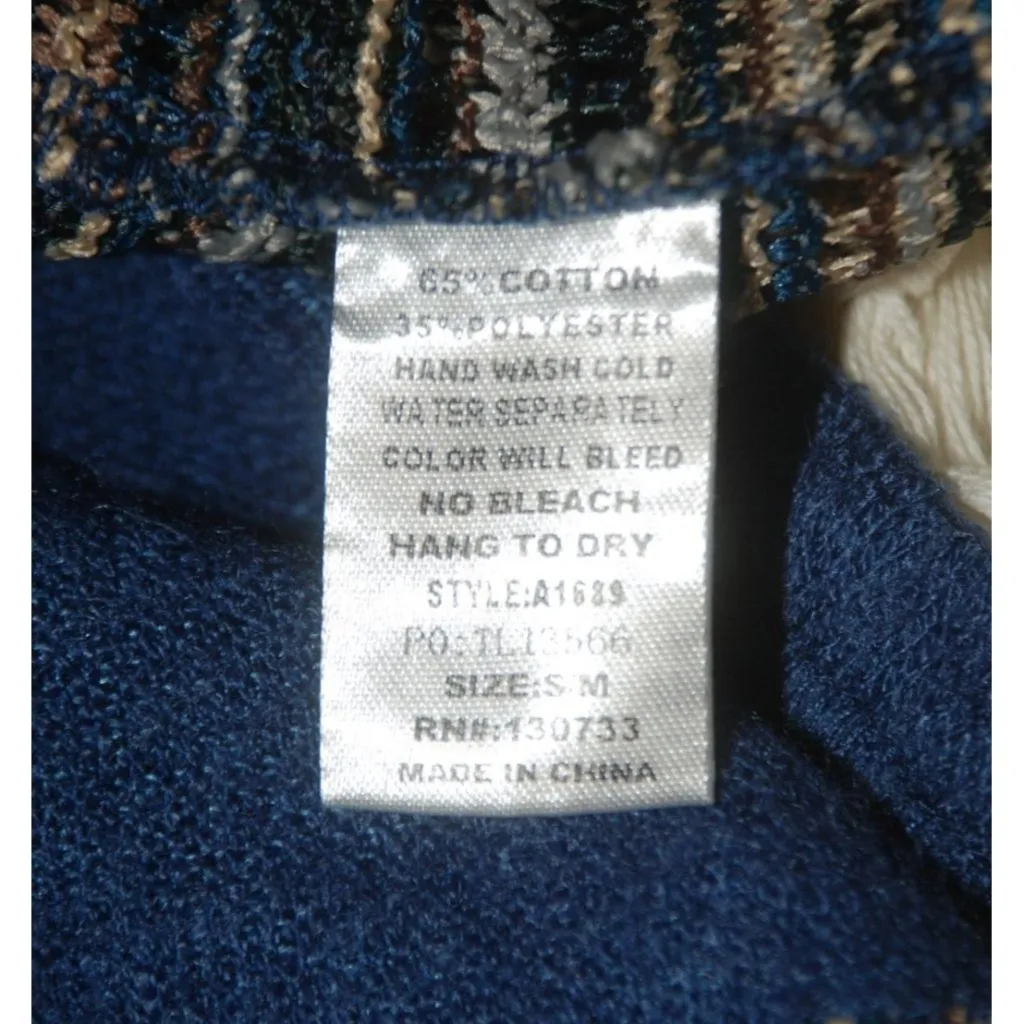 65% COTTON
35% POLYESTER
HAND WASH COLD
WATER SEPARATELY
COLOR WILL BLEED
NO BLEACH
HANG TO DRY
STYLE:A1689
PO:TL13566
SIZE:S M
RN#:130733
MADE IN CHINA